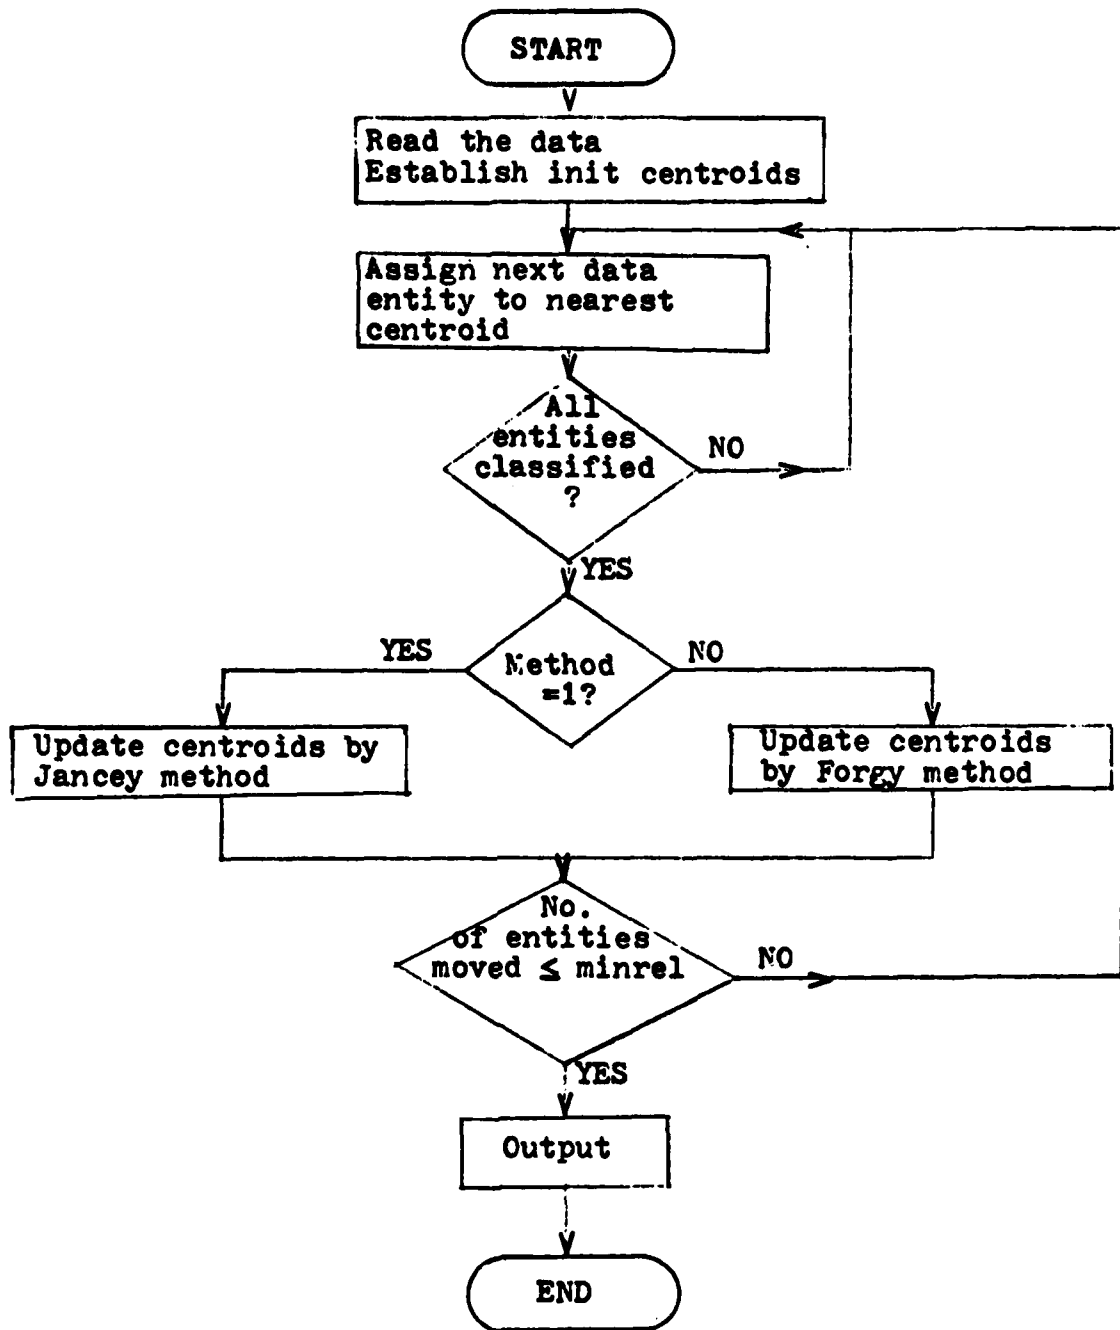 START
Read the data
Establish init centroids
Assign next data
entity to nearest
centroid
All
entities
classified
?
NO
YES
Method
=1?
YES
NO
Update centroids by
Jancey method
Update centroids
by Forgy method
No.
of entities
moved ≤ minrel
NO
YES
Output
END